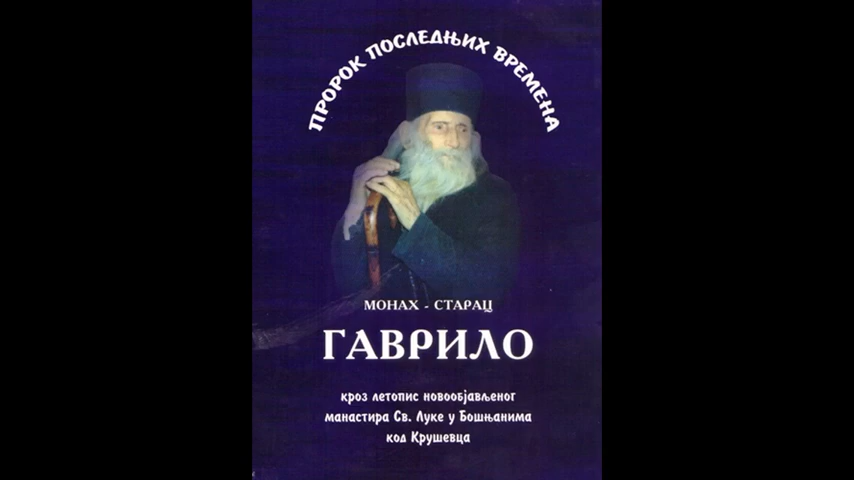 ПРОРОК ПОСЛЕДЊИХ ВРЕМЕНА
МОНАХ - СТАРАЦ
ГАВРИЛО
кроз летопис новообјављеног
манастира Св. Луке у Бошњанима
код Крушевца